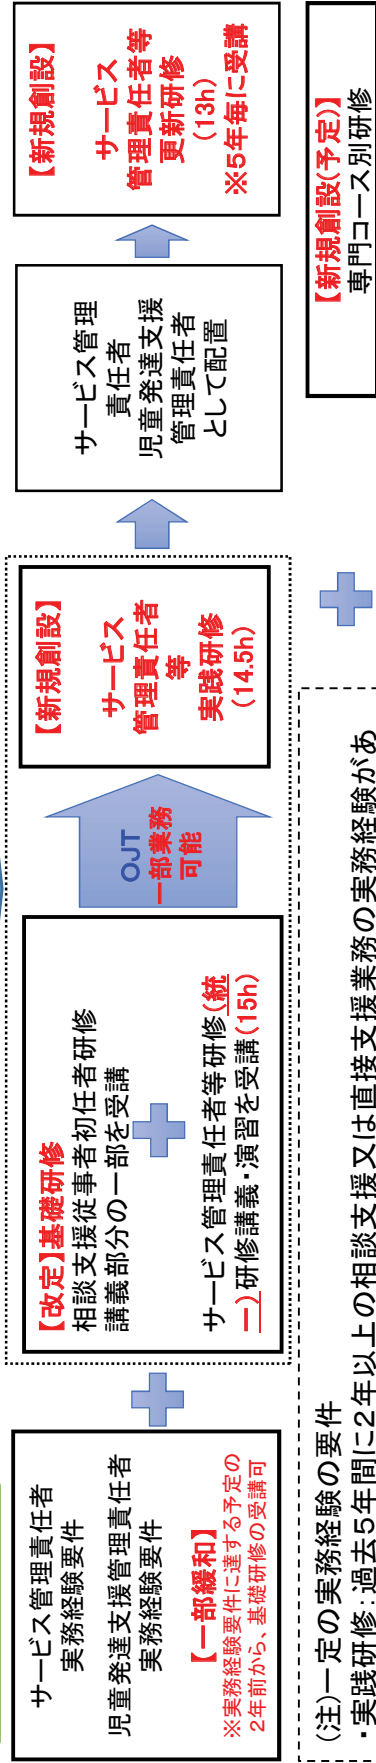 サービス管理責任者
実務経験要件
児童発達支援管理責任者
実務経験要件
【一部緩和】
※実務経験要件に達する予定の
2年前から、基礎研修の受講可
【改定】基礎研修
相談支援従事者初任者研修
講義部分の一部を受講
サービス管理責任者等研修(統
一)研修講義・演習を受講(15h)
OJT
一部業務
可能
【新規創設】
サービス
管理責任者
等
実践研修
(14.5h)
サービス管理
責任者
児童発達支援
管理責任者
として配置
【新規創設】
サービス
管理責任者等
更新研修
(13h)
※5年毎に受講
(注)一定の実務経験の要件
・実践研修:過去5年間に2年以上の相談支援又は直接支援業務の実務経験があ
【新規創設(予定)】
専門コース別研修